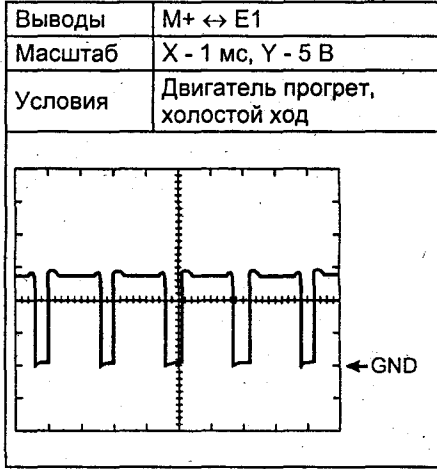 Выводы M+ ↔ E1
Масштаб X - 1 мс, Y - 5 В
Условия Двигатель прогрет,
холостой ход
←GND